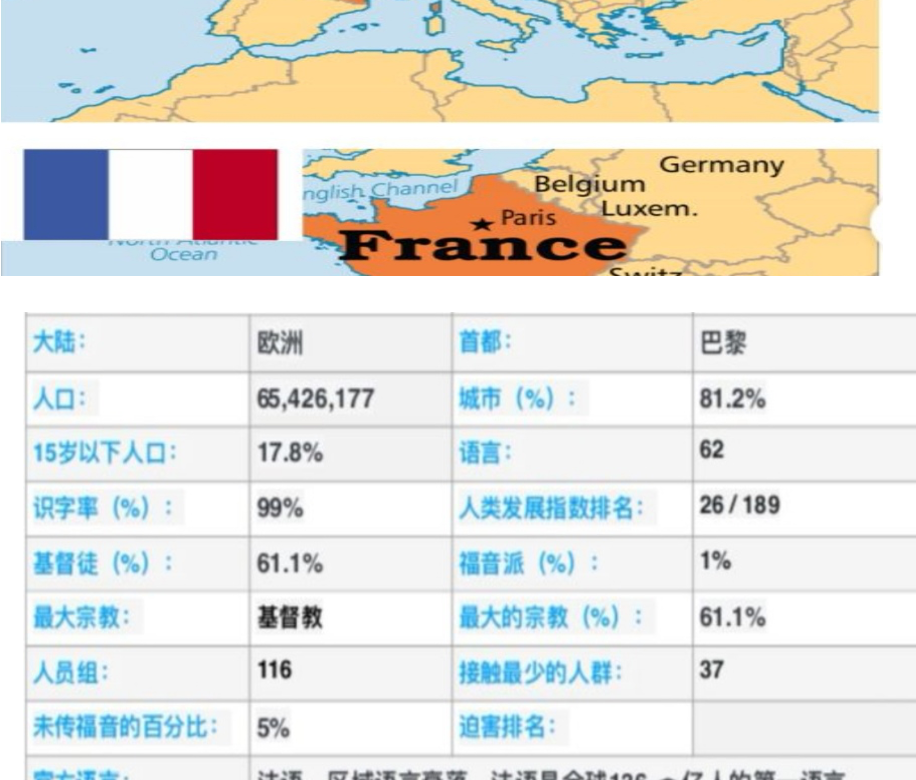 Germany
Belgium
nglish Channel
Luxem.
Paris
France
North Atlantic
Ocean
Switz.
大陆: 欧洲 首都: 巴黎
人口: 65,426,177 城市 (%) : 81.2%
15岁以下人口: 17.8% 语言: 62
识字率 (%) : 99% 人类发展指数排名: 26 / 189
基督徒 (%) : 61.1% 福音派 (%) : 1%
最大宗教: 基督教 最大的宗教 (%) : 61.1%
人员组: 116 接触最少的人群: 37
未传福音的百分比: 5% 迫害排名:
官方语言: 法语